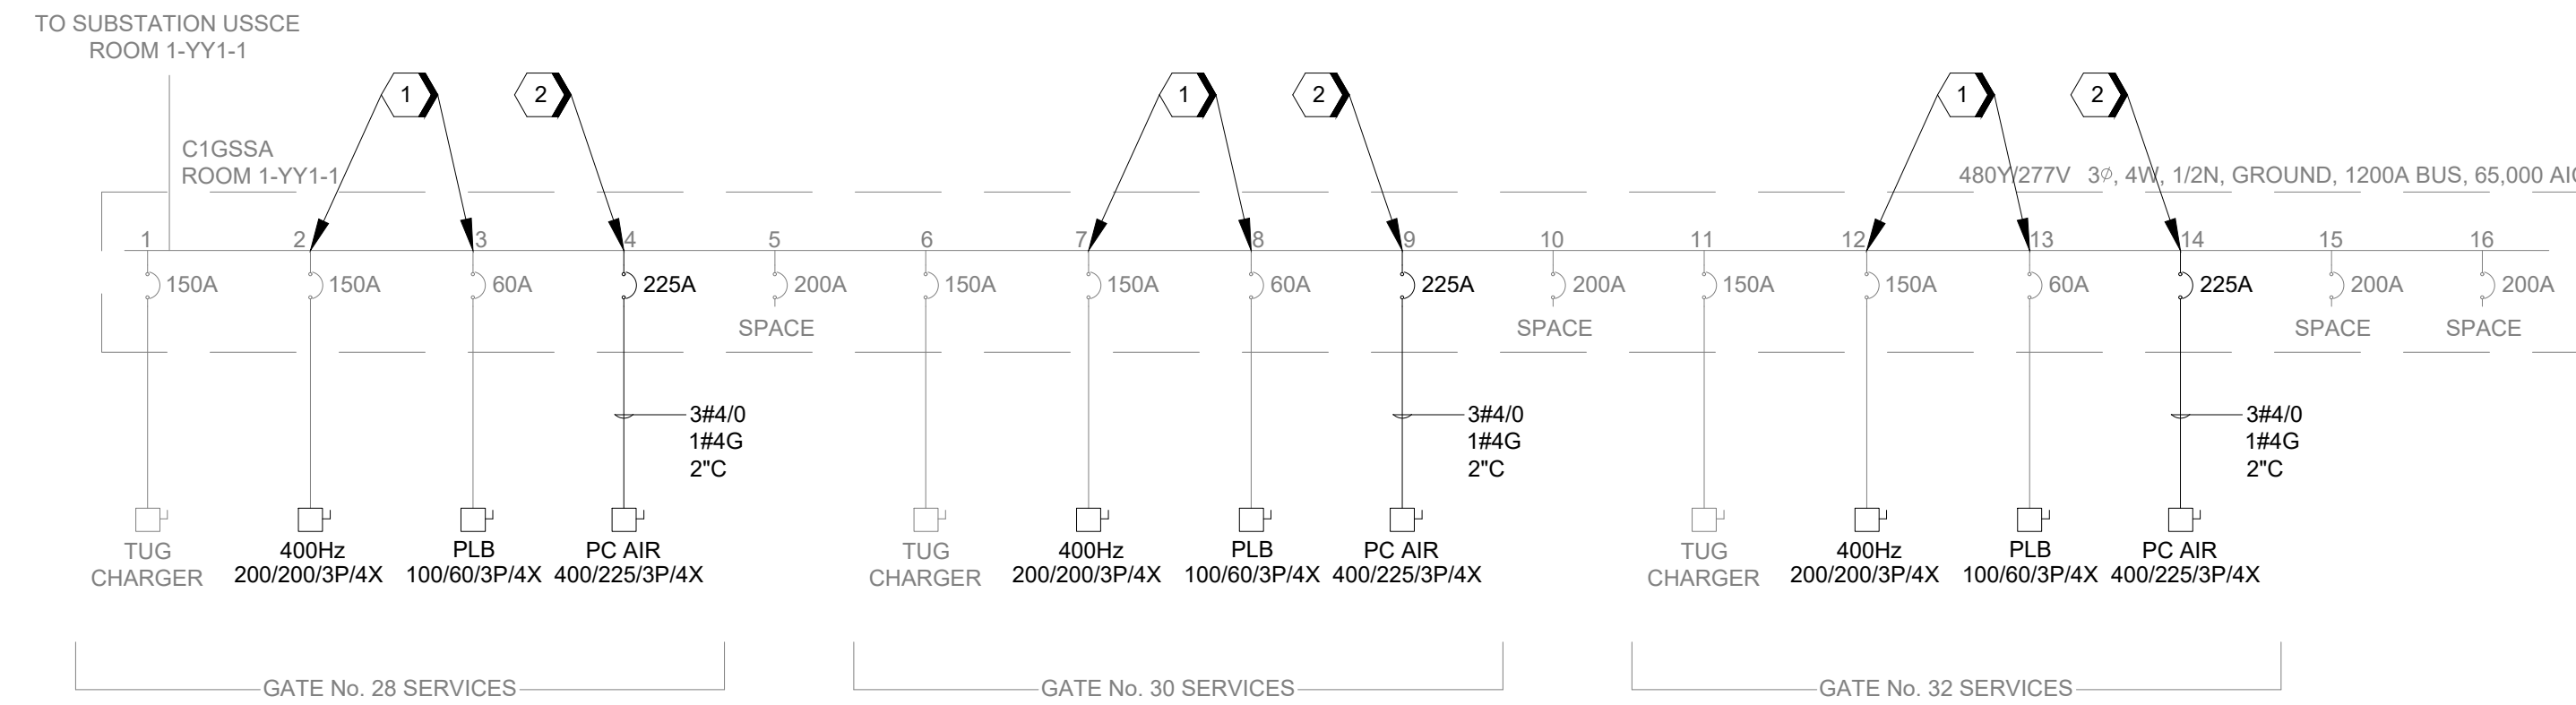 TO SUBSTATION USSCE
ROOM 1-YY1-1
1 2 1 2 1 2
C1GSSA
ROOM 1-YY1-1
480Y/277V 3∅, 4W, 1/2N, GROUND, 1200A BUS, 65,000 AIC
1 2 3 4 5 6 7 8 9 10 11 12 13 14 15 16
150A 150A 60A 225A 200A 150A 150A 60A 225A 200A 150A 150A 60A 225A 200A 200A
SPACE SPACE SPACE SPACE
3#4/0 3#4/0 3#4/0
1#4G 1#4G 1#4G
2"C 2"C 2"C
TUG 400Hz PLB PC AIR TUG 400Hz PLB PC AIR TUG 400Hz PLB PC AIR
CHARGER 200/200/3P/4X 100/60/3P/4X 400/225/3P/4X CHARGER 200/200/3P/4X 100/60/3P/4X 400/225/3P/4X CHARGER 200/200/3P/4X 100/60/3P/4X 400/225/3P/4X
GATE No. 28 SERVICES GATE No. 30 SERVICES GATE No. 32 SERVICES